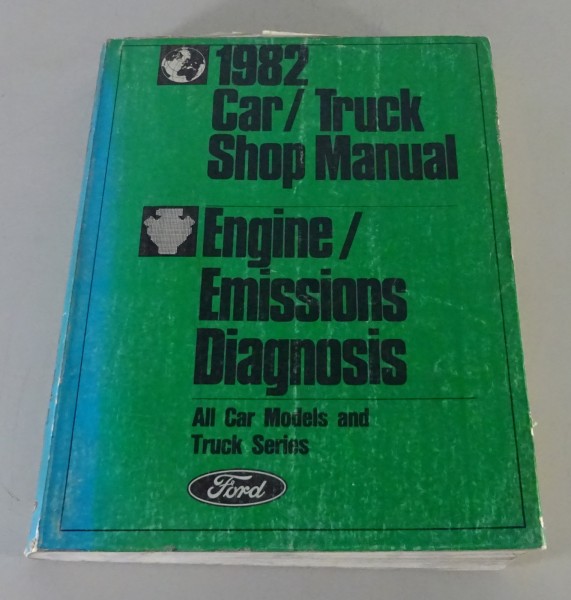 1982
Car/Truck
Shop Manual
Engine/
Emissions
Diagnosis
All Car Models and
Truck Series
Ford